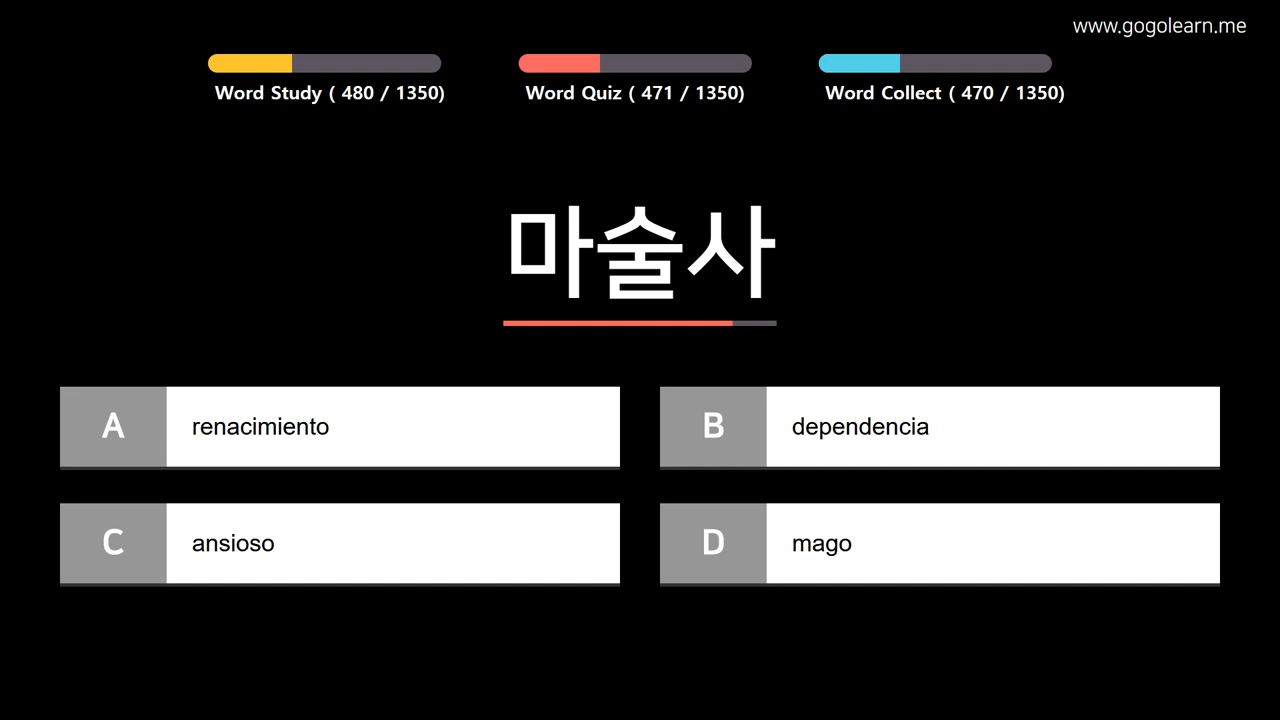 www.gogolearn.me
Word Study ( 480 / 1350)
Word Quiz ( 471 / 1350)
Word Collect ( 470 / 1350)
마술사
A
renacimiento
B
dependencia
C
ansioso
D
mago